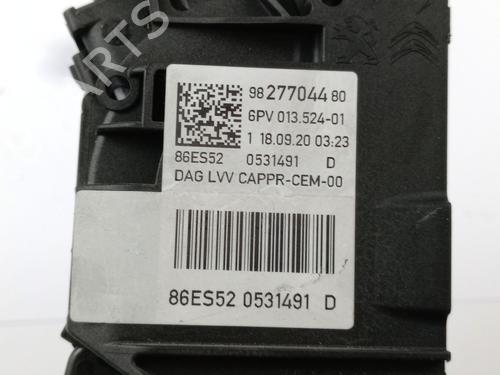 98 277044 80
6PV 013.524-01
1 18.09.20 03:23
86ES52 0531491 D
DAG LVV CAPPR-CEM-00
86ES52 0531491 D